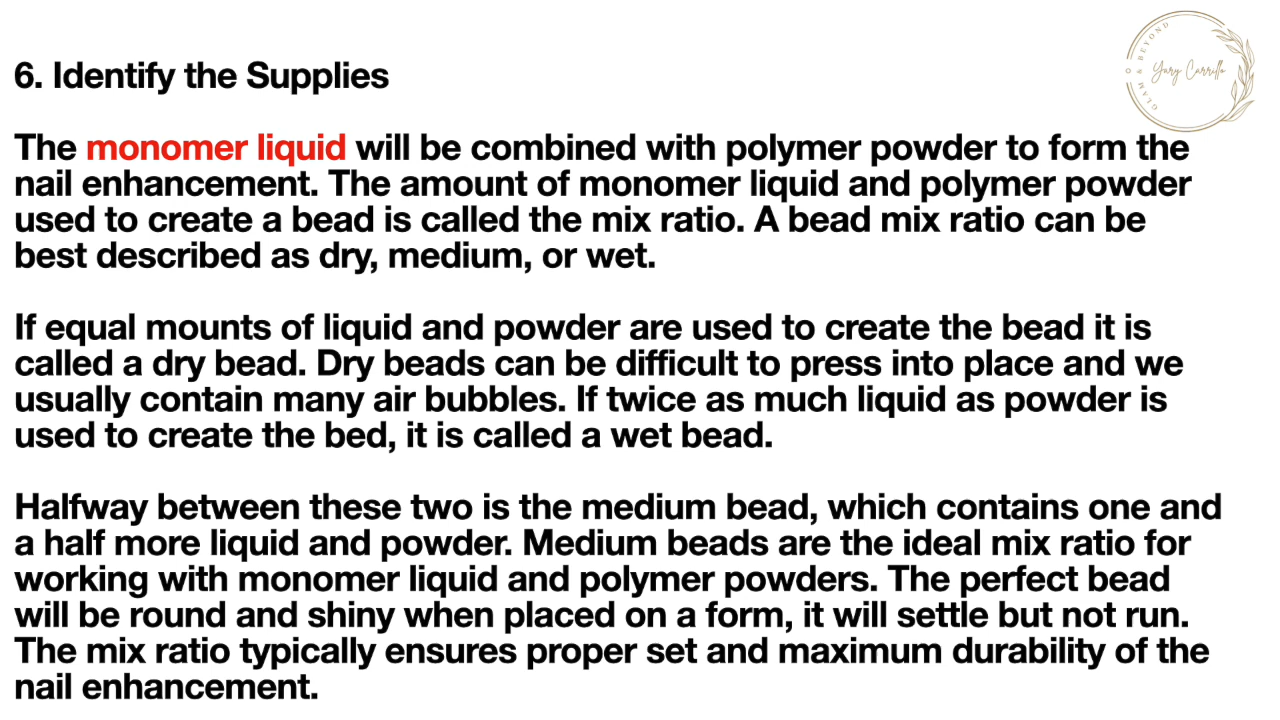 GLAM & BEYOND
Yury Carrillo
6. Identify the Supplies
The monomer liquid will be combined with polymer powder to form the
nail enhancement. The amount of monomer liquid and polymer powder
used to create a bead is called the mix ratio. A bead mix ratio can be
best described as dry, medium, or wet.
If equal mounts of liquid and powder are used to create the bead it is
called a dry bead. Dry beads can be difficult to press into place and we
usually contain many air bubbles. If twice as much liquid as powder is
used to create the bed, it is called a wet bead.
Halfway between these two is the medium bead, which contains one and
a half more liquid and powder. Medium beads are the ideal mix ratio for
working with monomer liquid and polymer powders. The perfect bead
will be round and shiny when placed on a form, it will settle but not run.
The mix ratio typically ensures proper set and maximum durability of the
nail enhancement.